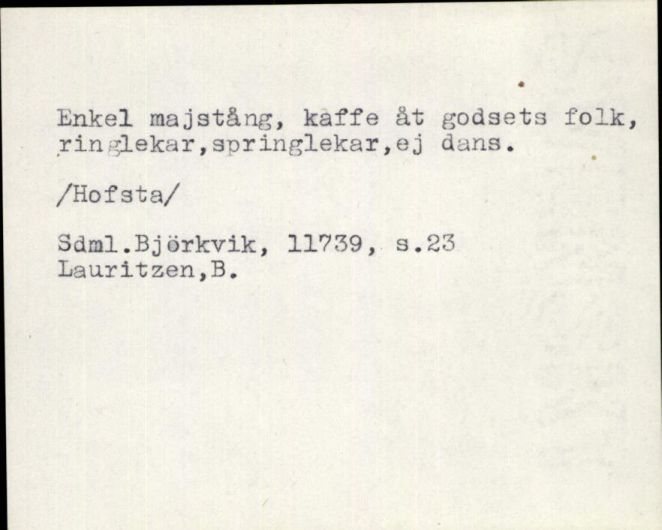 Enkel majstång, kaffe åt godsets folk,
ringlekar,springlekar,ej dans.
/Hofsta/
Sdml.Björkvik, 11739, s.23
Lauritzen,B.